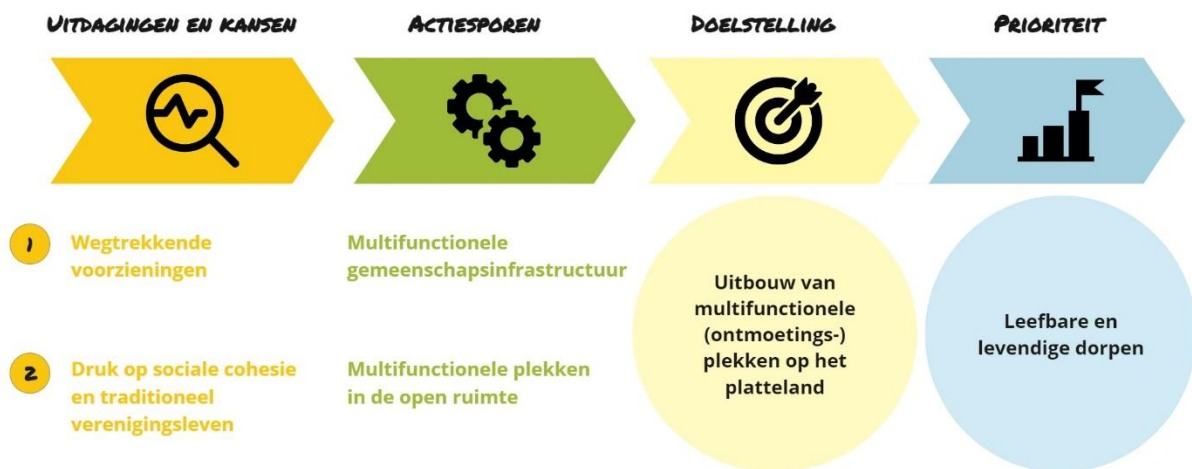 UITDAGINGEN EN KANSEN
ACTIESPOREN
DOELSTELLING
PRIORITEIT
1
Wegtrekkende
voorzieningen
Multifunctionele
gemeenschapsinfrastructuur
2
Druk op sociale cohesie
en traditioneel
verenigingsleven
Multifunctionele plekken
in de open ruimte
Uitbouw van
multifunctionele
(ontmoetings-)
plekken op het
platteland
Leefbare en
levendige dorpen